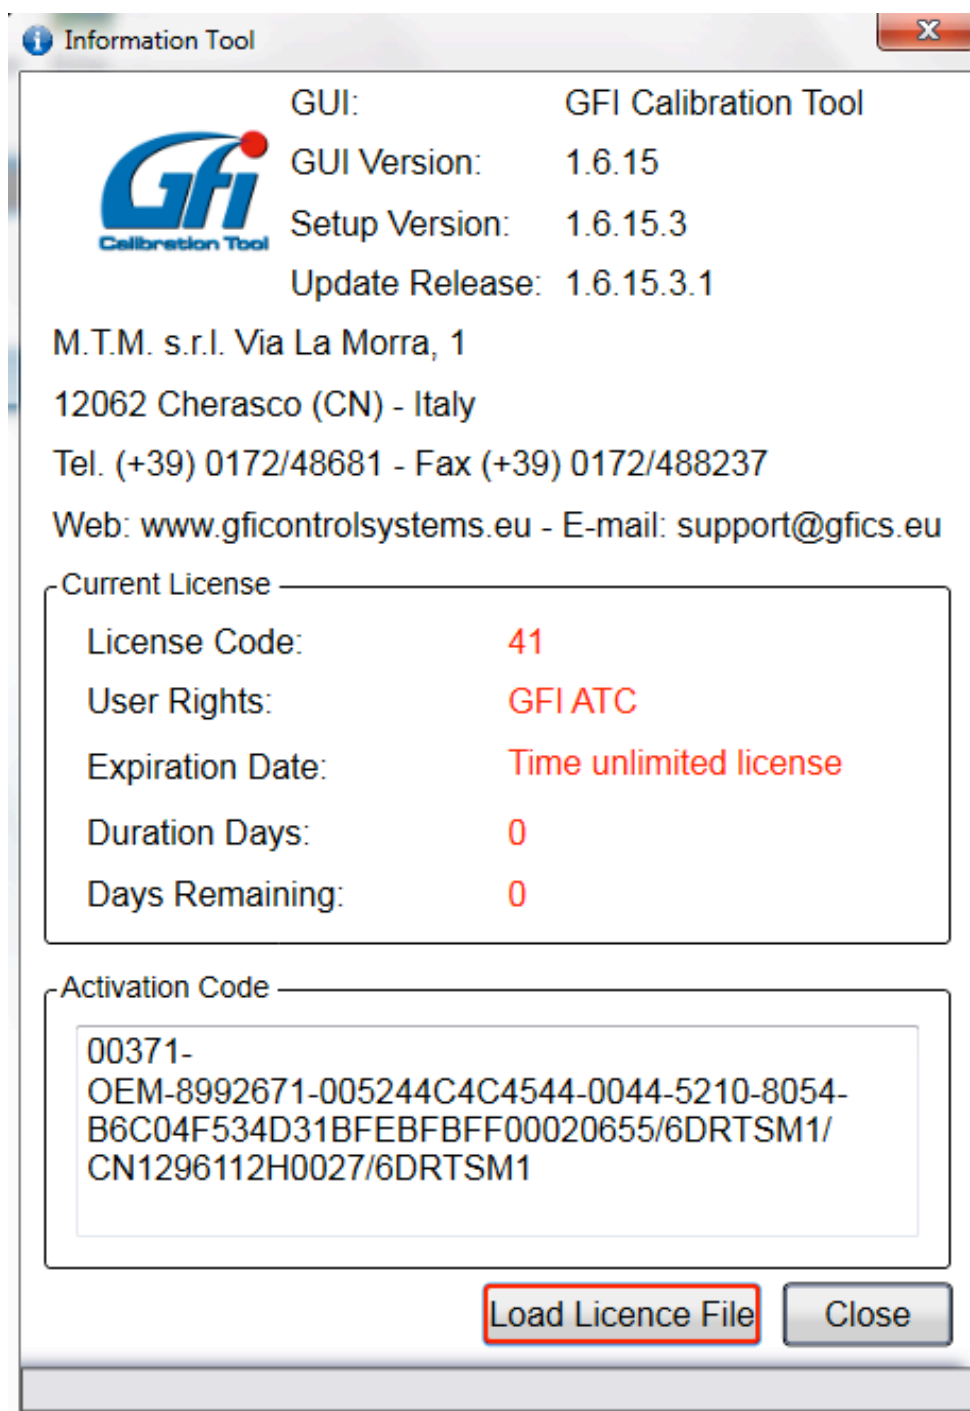 Information Tool
x
Gfi
Calibration Tool
GUI: GFI Calibration Tool
GUI Version: 1.6.15
Setup Version: 1.6.15.3
Update Release: 1.6.15.3.1
M.T.M. s.r.l. Via La Morra, 1
12062 Cherasco (CN) - Italy
Tel. (+39) 0172/48681 - Fax (+39) 0172/488237
Web: www.gficontrolsystems.eu - E-mail: support@gfics.eu
Current License
License Code: 41
User Rights: GFI ATC
Expiration Date: Time unlimited license
Duration Days: 0
Days Remaining: 0
Activation Code
00371-
OEM-8992671-005244C4C4544-0044-5210-8054-
B6C04F534D31BFEBFBFF00020655/6DRTSM1/
CN1296112H0027/6DRTSM1
Load Licence File
Close